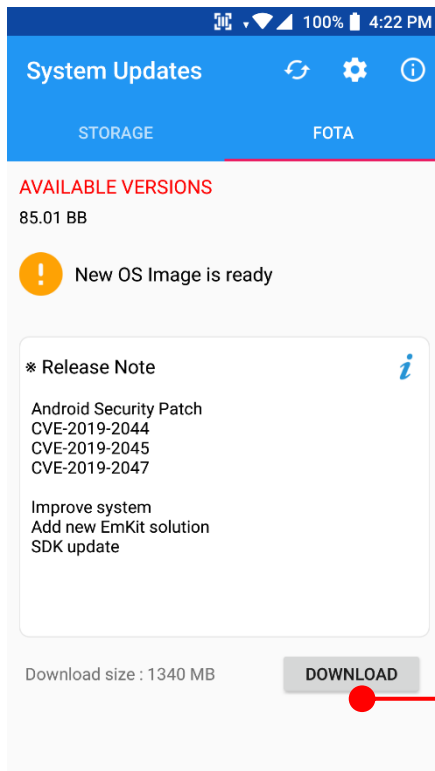 100% 4:22 PM
System Updates
STORAGE FOTA
AVAILABLE VERSIONS
85.01 BB
New OS Image is ready
※ Release Note
Android Security Patch
CVE-2019-2044
CVE-2019-2045
CVE-2019-2047
Improve system
Add new EmKit solution
SDK update
Download size : 1340 MB DOWNLOAD